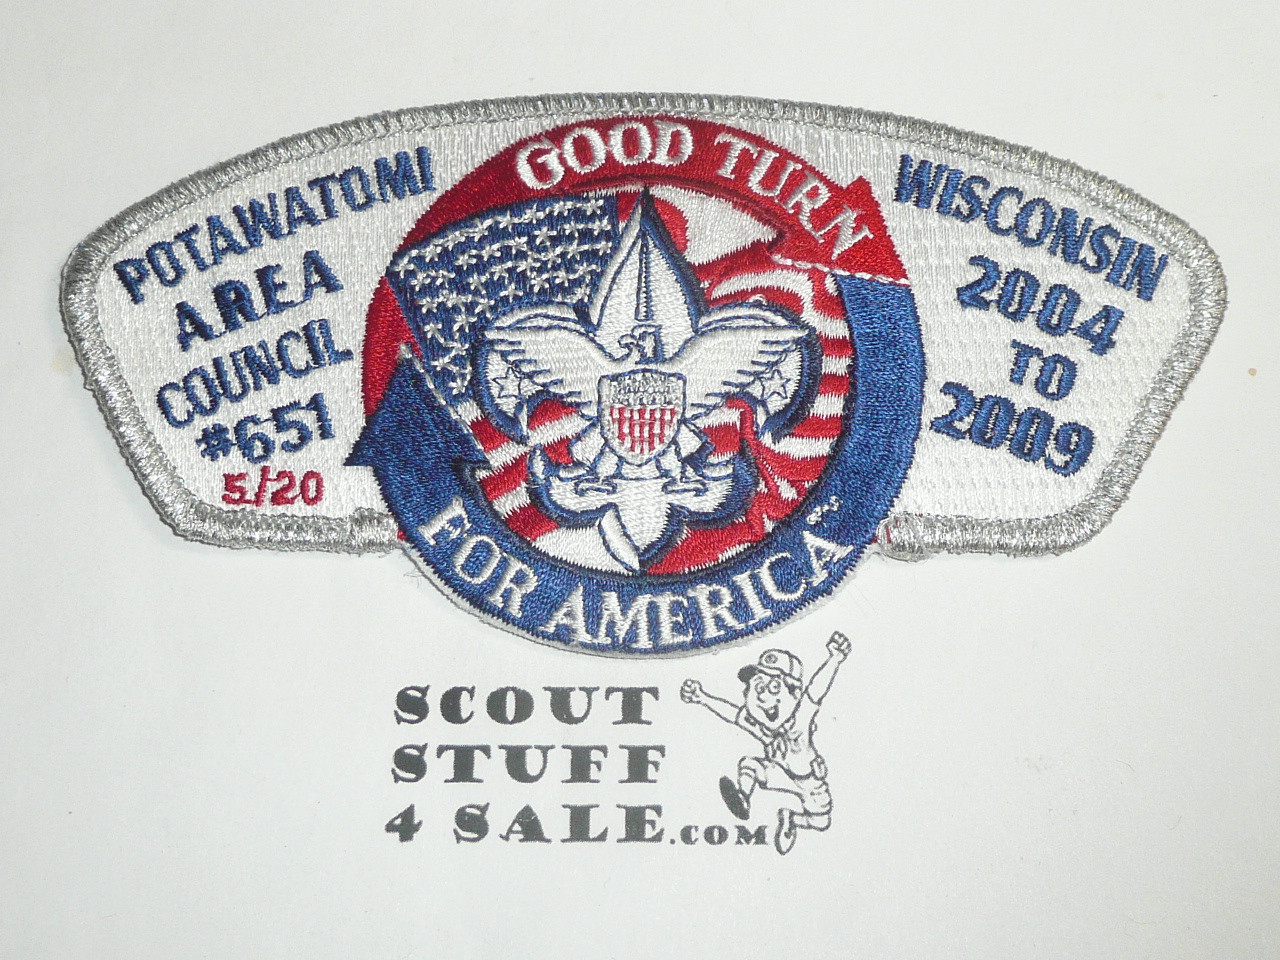 POTAWATOMI
AREA
COUNCIL
#651
5/20
GOOD TURN
FOR AMERICA
WISCONSIN
2004
TO
2009
SCOUT
STUFF
4 SALE.COM